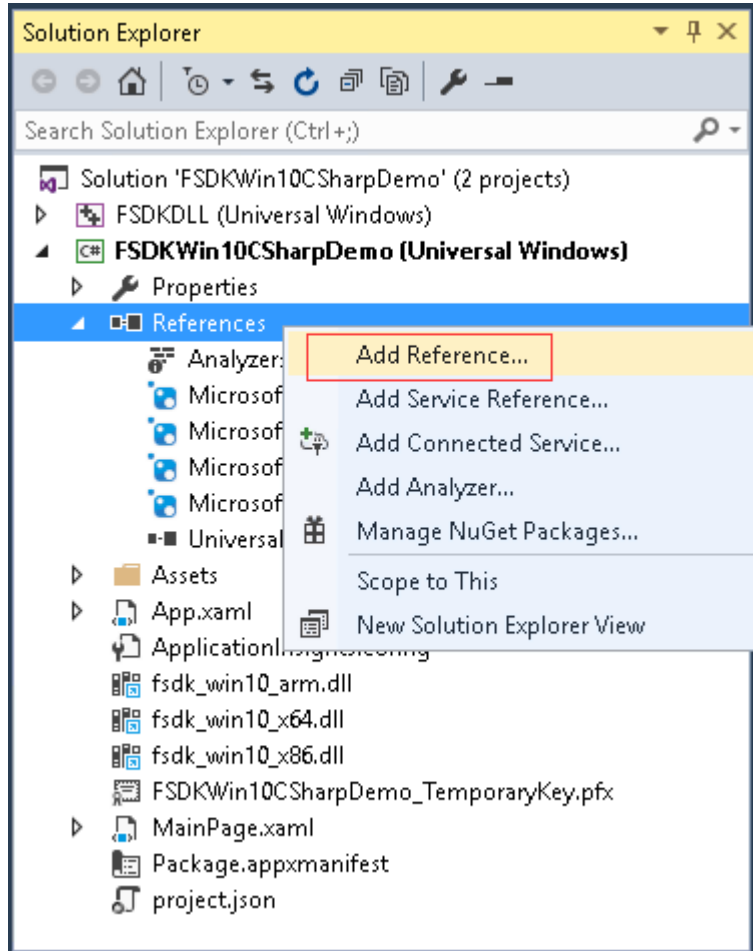 Solution Explorer
Search Solution Explorer (Ctrl+;)
Solution 'FSDKWin10CSharpDemo' (2 projects)
FSDKDLL (Universal Windows)
C# FSDKWin10CSharpDemo (Universal Windows)
Properties
References
Add Reference...
Analyzer
Add Service Reference...
Microsof
Microsof
Add Connected Service...
Microsof
Add Analyzer...
Microsof
Manage NuGet Packages...
Universal
Assets
Scope to This
App.xaml
New Solution Explorer View
fsdk_win10_arm.dll
fsdk_win10_x64.dll
fsdk_win10_x86.dll
FSDKWin10CSharpDemo_TemporaryKey.pfx
MainPage.xaml
Package.appxmanifest
project.json